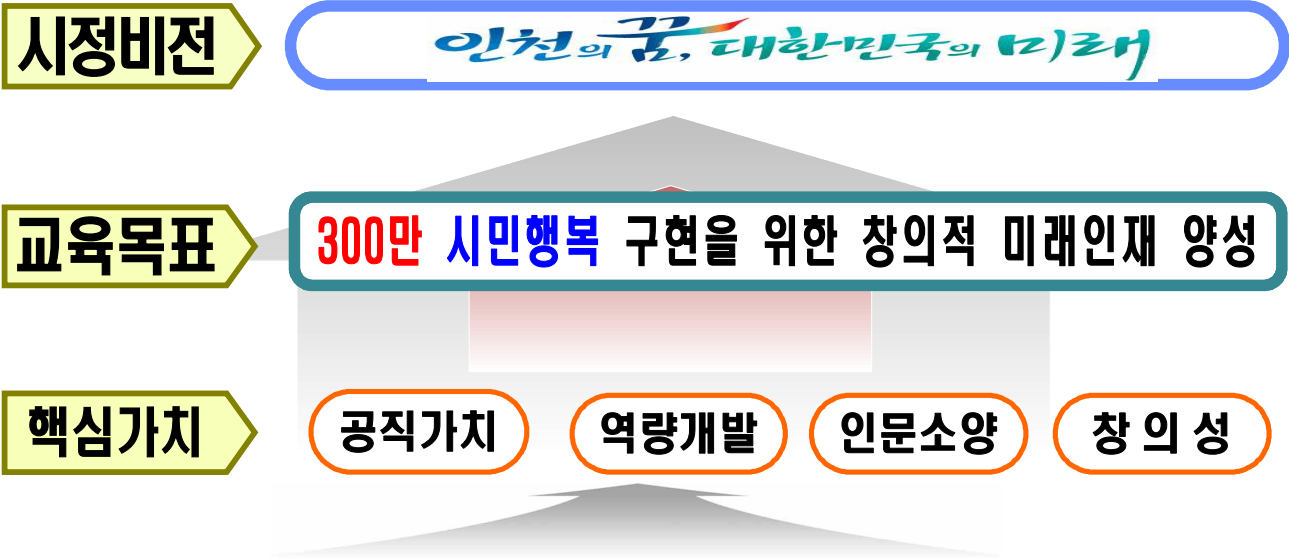 시정비전
인천의 꿈, 대한민국의 미래
교육목표
300만 시민행복 구현을 위한 창의적 미래인재 양성
핵심가치
공직가치
역량개발
인문소양
창 의 성